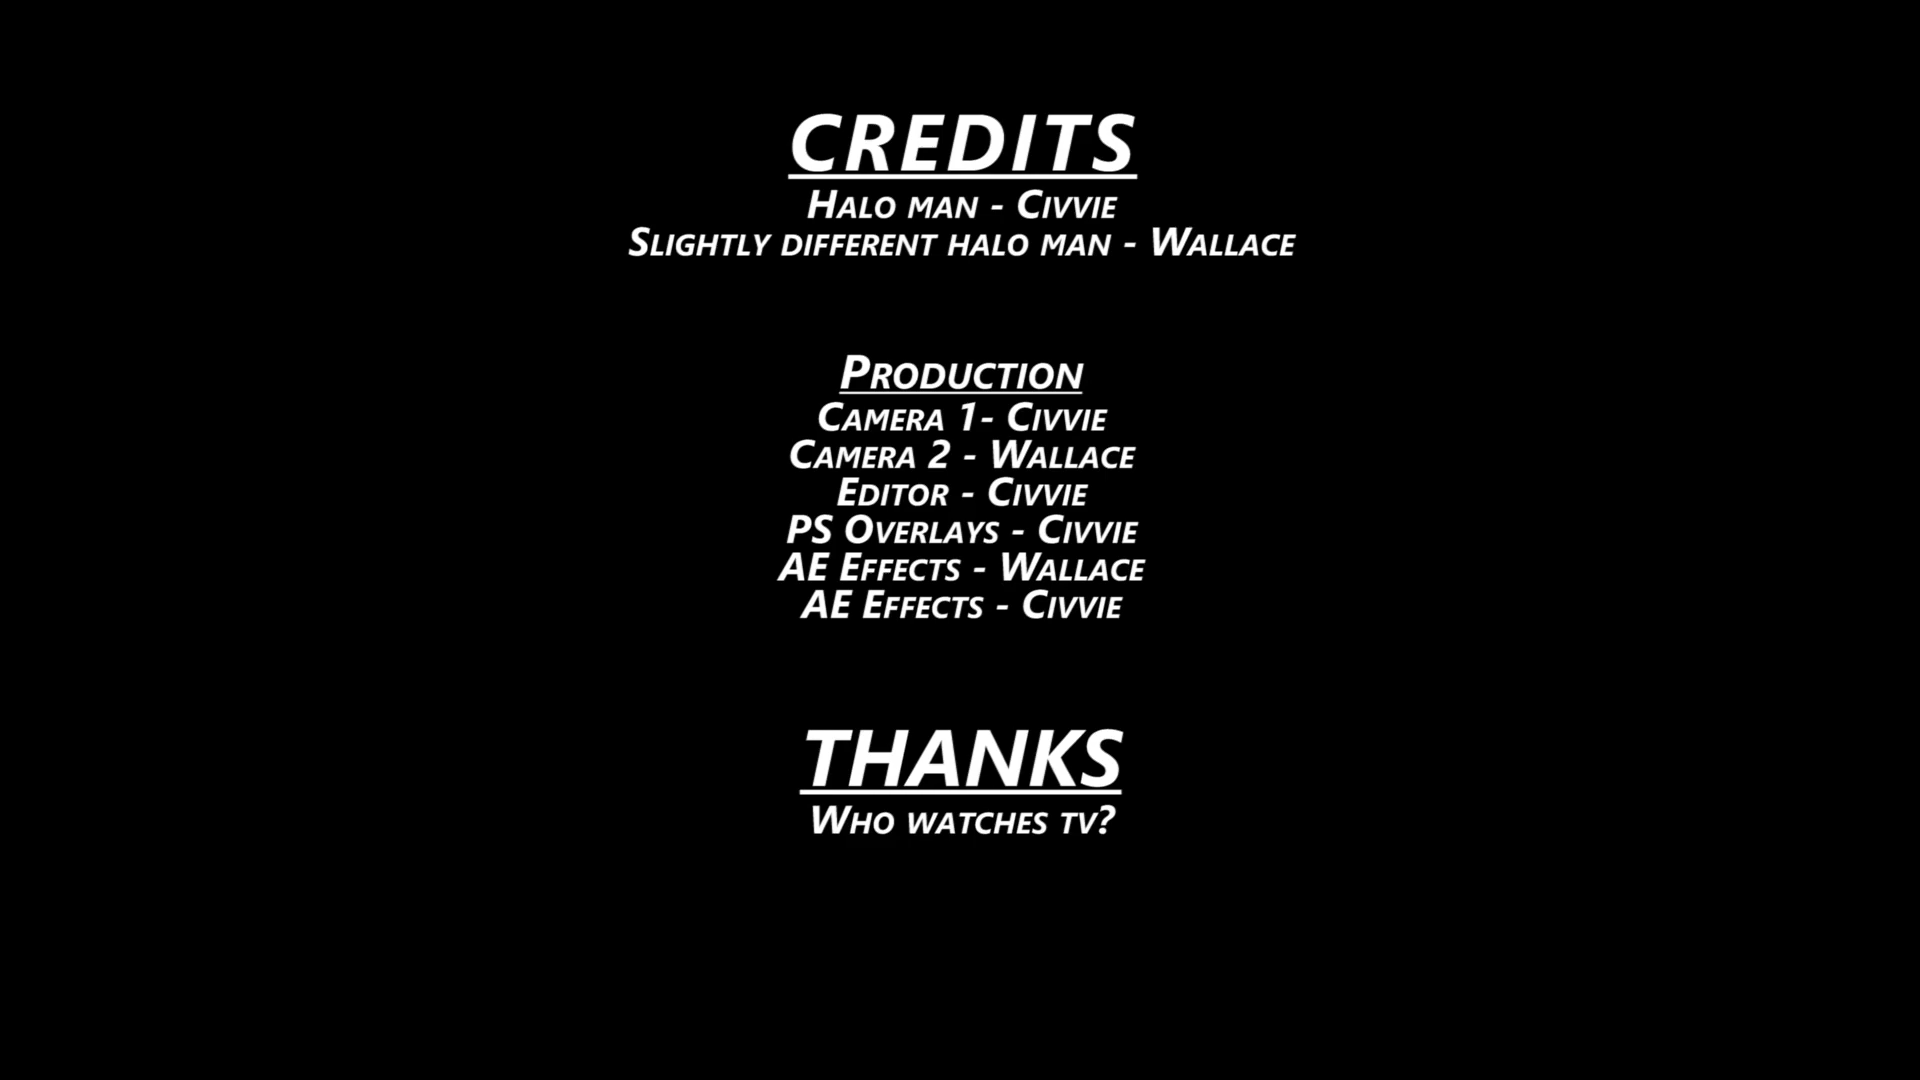 CREDITS
Halo man - Civvie
Slightly different halo man - Wallace
Production
Camera 1- Civvie
Camera 2 - Wallace
Editor - Civvie
PS Overlays - Civvie
AE Effects - Wallace
AE Effects - Civvie
THANKS
Who watches tv?